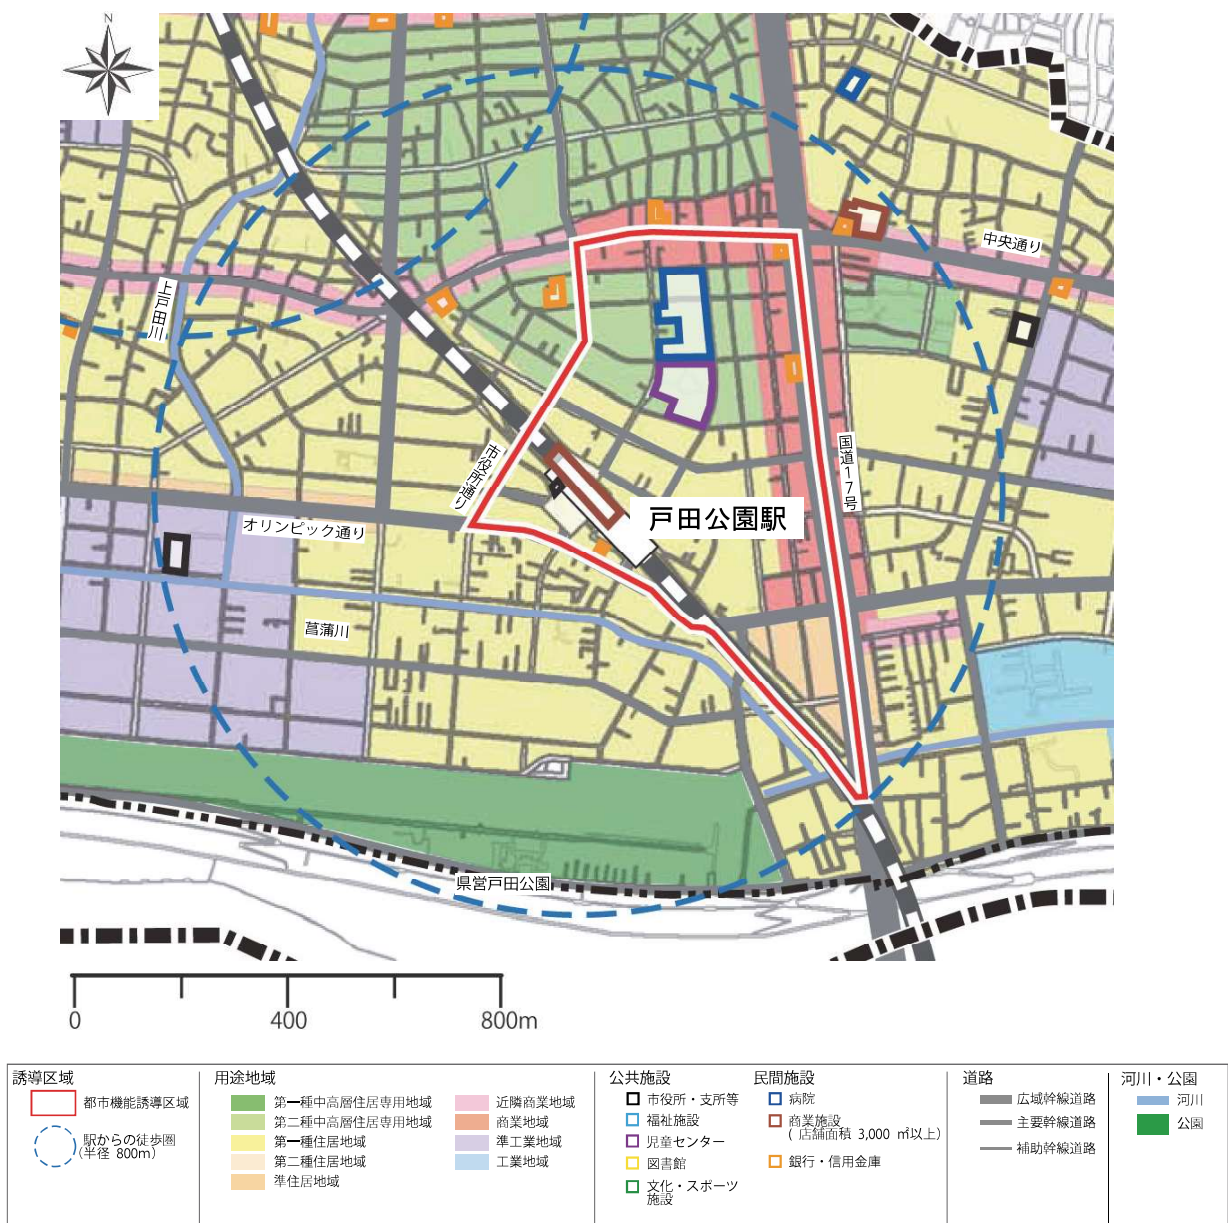 N
中央通り
上戸田川
市役所通り
国道17号
戸田公園駅
オリンピック通り
菖蒲川
県営戸田公園
0
400
800m
誘導区域
都市機能誘導区域
駅からの徒歩圏
(半径 800m)
用途地域
第一種中高層住居専用地域
第二種中高層住居専用地域
第一種住居地域
第二種住居地域
準住居地域
近隣商業地域
商業地域
準工業地域
工業地域
公共施設
市役所・支所等
福祉施設
児童センター
図書館
文化・スポーツ
施設
民間施設
病院
商業施設
( 店舗面積 3,000 ㎡以上)
銀行・信用金庫
道路
広域幹線道路
主要幹線道路
補助幹線道路
河川・公園
河川
公園